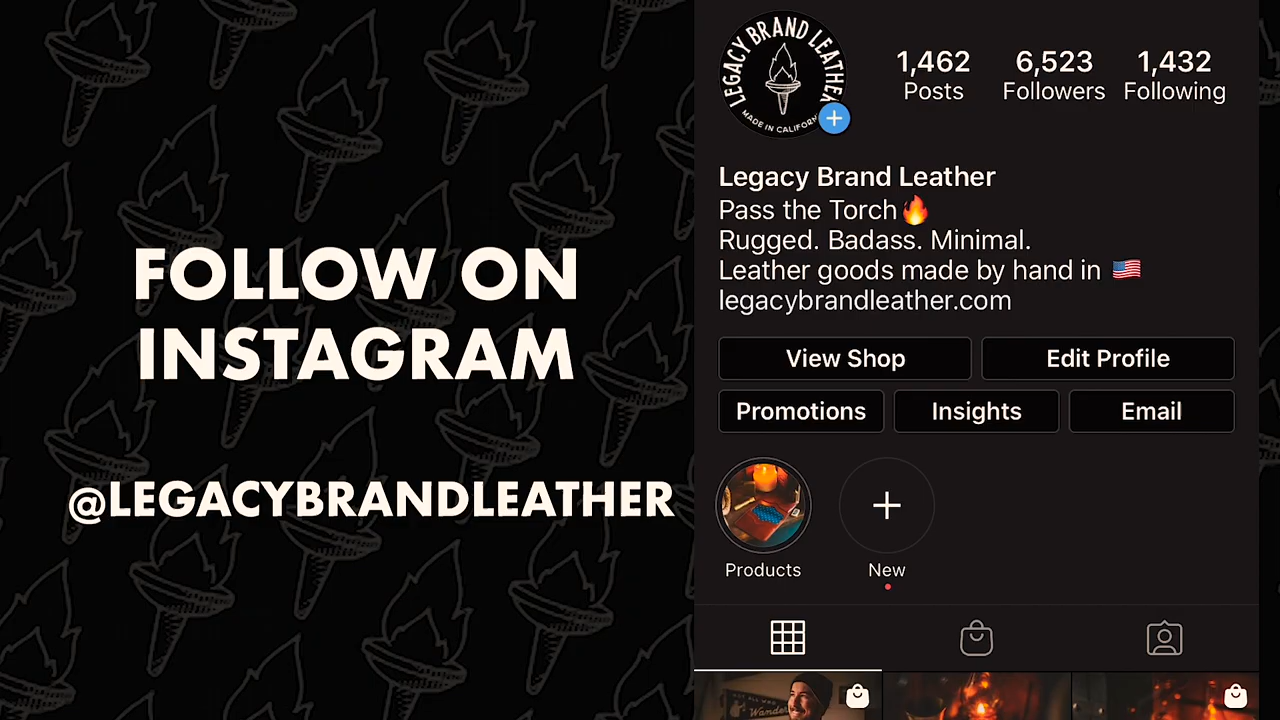 FOLLOW ON
INSTAGRAM
@LEGACYBRANDLEATHER
LEGACY BRAND LEATHER
MADE IN CALIFOR
1,462 6,523 1,432
Posts Followers Following
Legacy Brand Leather
Pass the Torch🔥
Rugged. Badass. Minimal.
Leather goods made by hand in 🇺🇸
legacybrandleather.com
View Shop Edit Profile
Promotions Insights Email
Products New
Wander